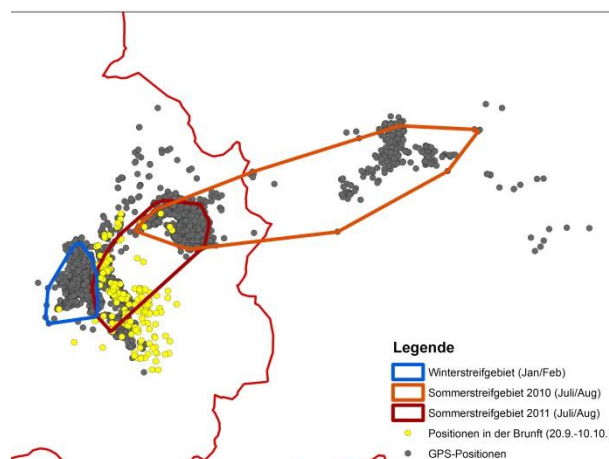 Legende
Winterstreifgebiet (Jan/Feb)
Sommerstreifgebiet 2010 (Juli/Aug)
Sommerstreifgebiet 2011 (Juli/Aug)
Positionen in der Brunft (20.9.-10.10.
GPS-Positionen